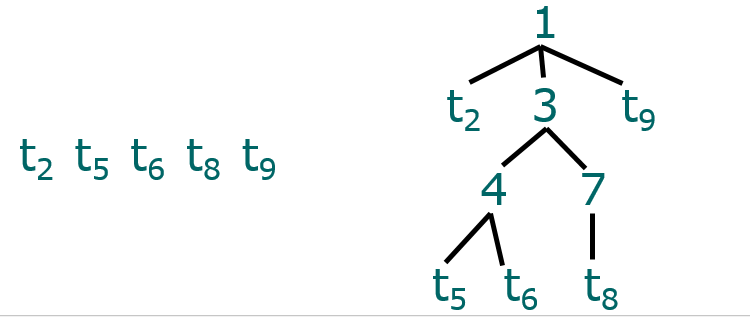 1
t₂ 3 t₉
t₂ t₅ t₆ t₈ t₉
4 7
t₅ t₆ t₈